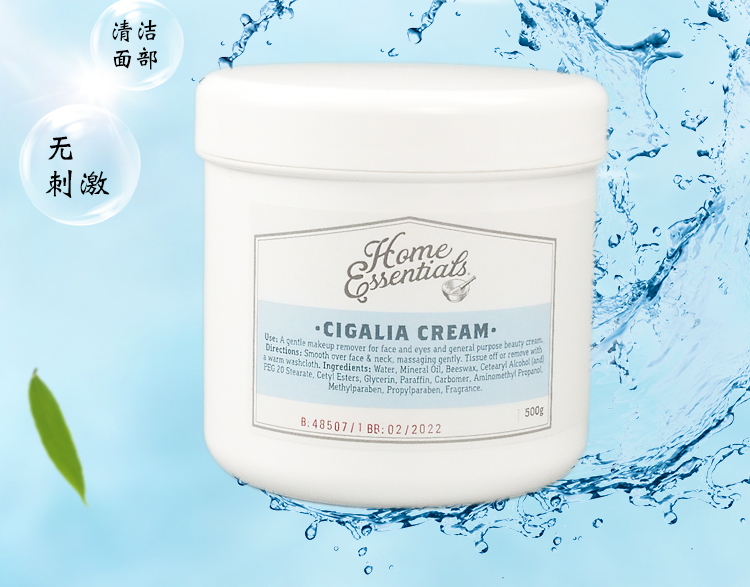 清洁
面部
无
刺激
Home
Essentials
·CIGALIA CREAM·
Use: A gentle makeup remover for face and eyes and general purpose beauty cream.
Directions: Smooth over face & neck, massaging gently. Tissue off or remove with
a warm washcloth. Ingredients: Water, Mineral Oil, Beeswax, Cetearyl Alcohol (and)
PEG 20 Stearate, Cetyl Esters, Glycerin, Paraffin, Carbomer, Aminomethyl Propanol,
Methylparaben, Propylparaben, Fragrance.
500g
B: 48507/1 BB: 02/2022